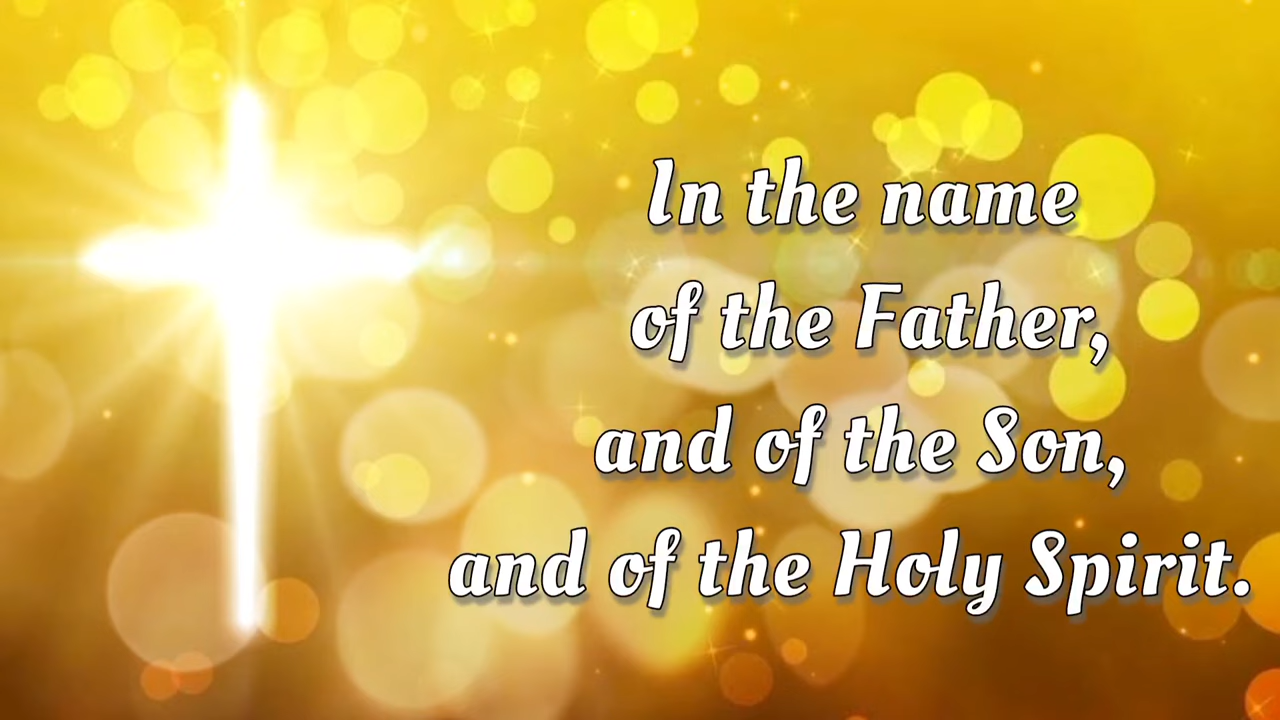 In the name
of the Father,
and of the Son,
and of the Holy Spirit.